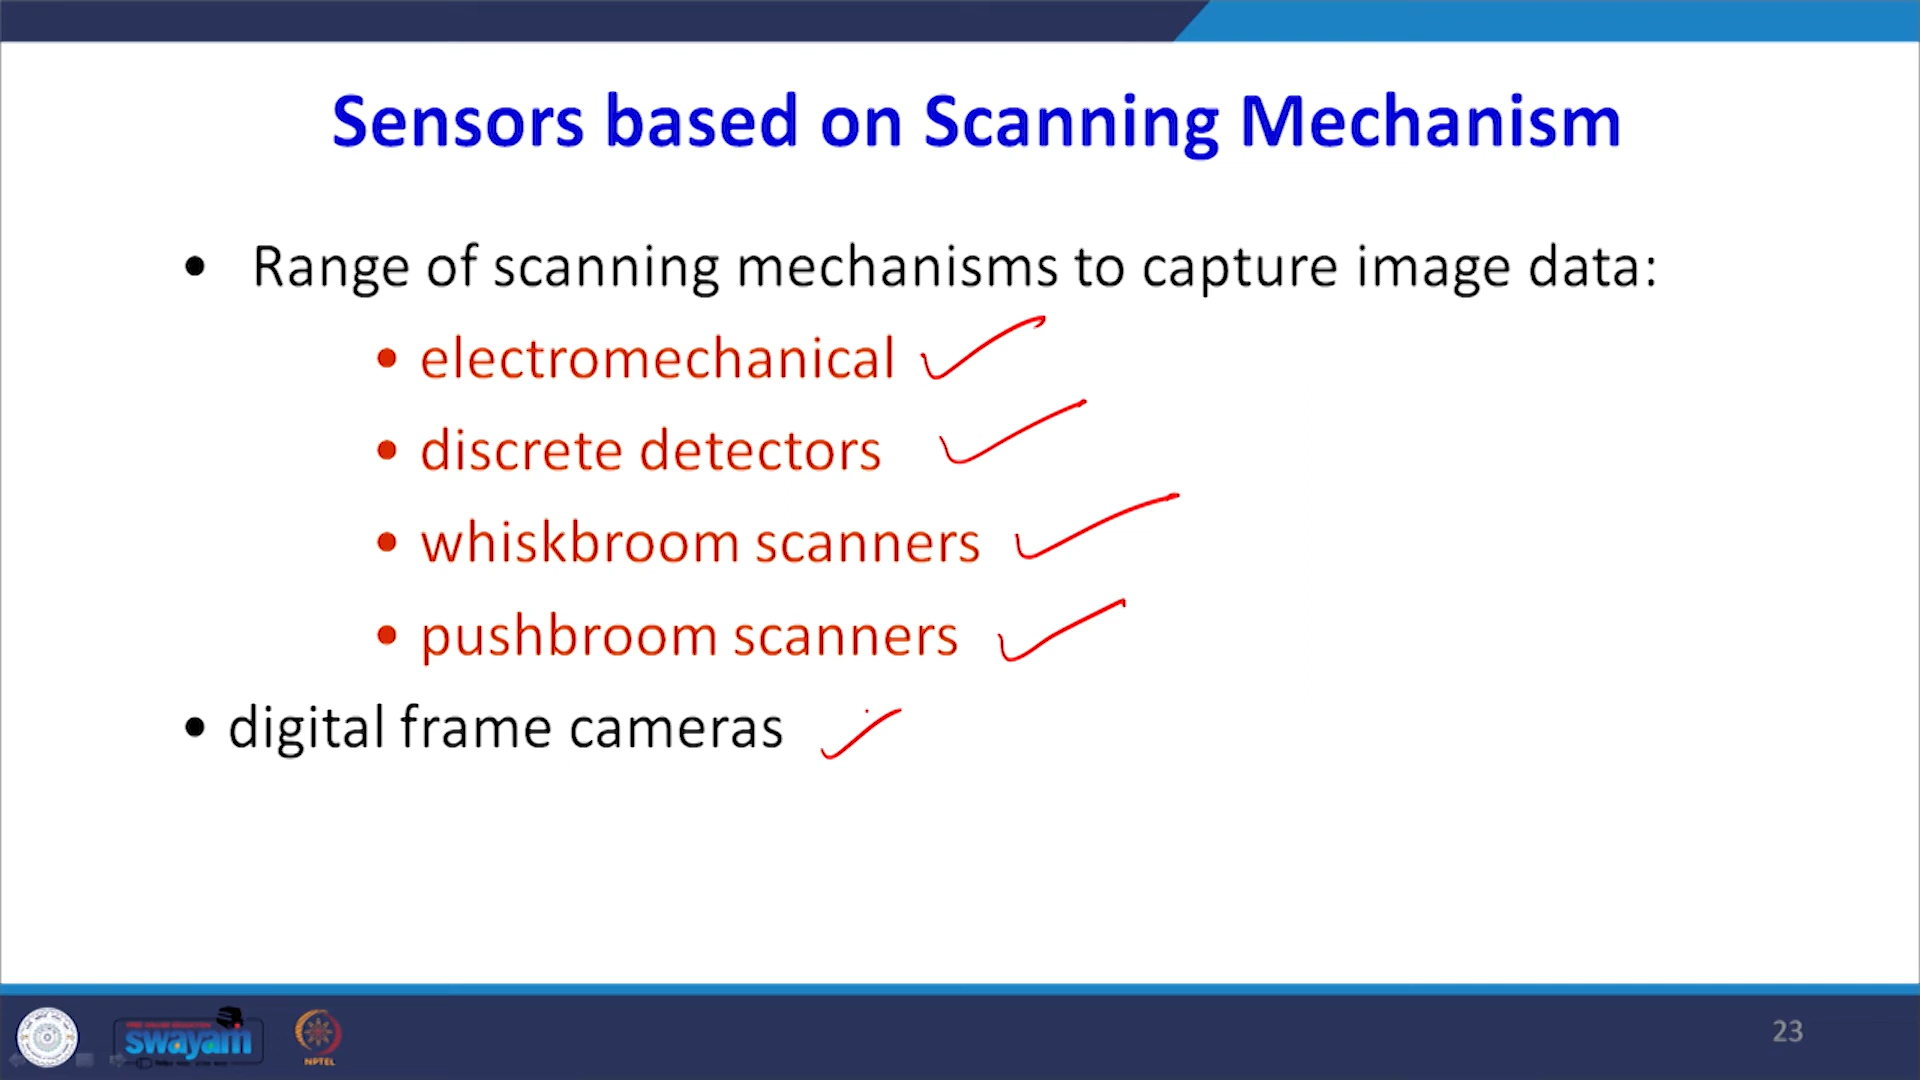 Sensors based on Scanning Mechanism
• Range of scanning mechanisms to capture image data:
• electromechanical
• discrete detectors
• whiskbroom scanners
• pushbroom scanners
• digital frame cameras
swayam
NPTEL
23